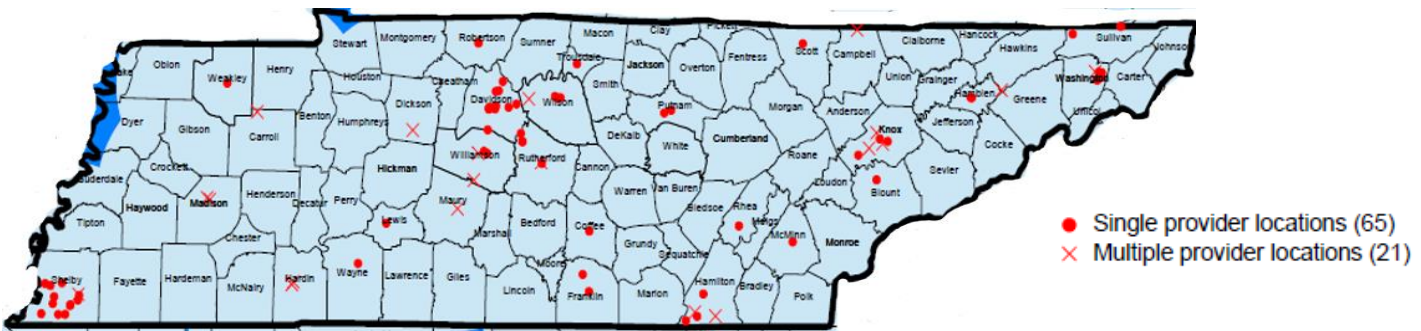 Stewart
Montgomery
Robertson
Sumner
Macon
Clay
Pickett
Scott
Campbell
Claiborne
Hancock
Hawkins
Sullivan
Johnson
Obion
Weakley
Henry
Houston
Cheatham
Trousdale
Jackson
Overton
Fentress
Union
Grainger
Washington
Carter
Dickson
Davidson
Wilson
Smith
Putnam
Morgan
Anderson
Hamblen
Greene
Unicoi
Dyer
Gibson
Carroll
Benton
Humphreys
DeKalb
White
Cumberland
Knox
Jefferson
Cocke
Crockett
Hickman
Williamson
Rutherford
Cannon
Roane
Loudon
Blount
Sevier
Lauderdale
Haywood
Madison
Henderson
Decatur
Perry
Lewis
Maury
Warren
Van Buren
Bledsoe
Rhea
Meigs
Tipton
Chester
Marshall
Bedford
Coffee
Grundy
Sequatchie
McMinn
Monroe
Shelby
Fayette
Hardeman
McNairy
Hardin
Wayne
Lawrence
Giles
Lincoln
Moore
Franklin
Marion
Hamilton
Bradley
Polk
Single provider locations (65)
Multiple provider locations (21)